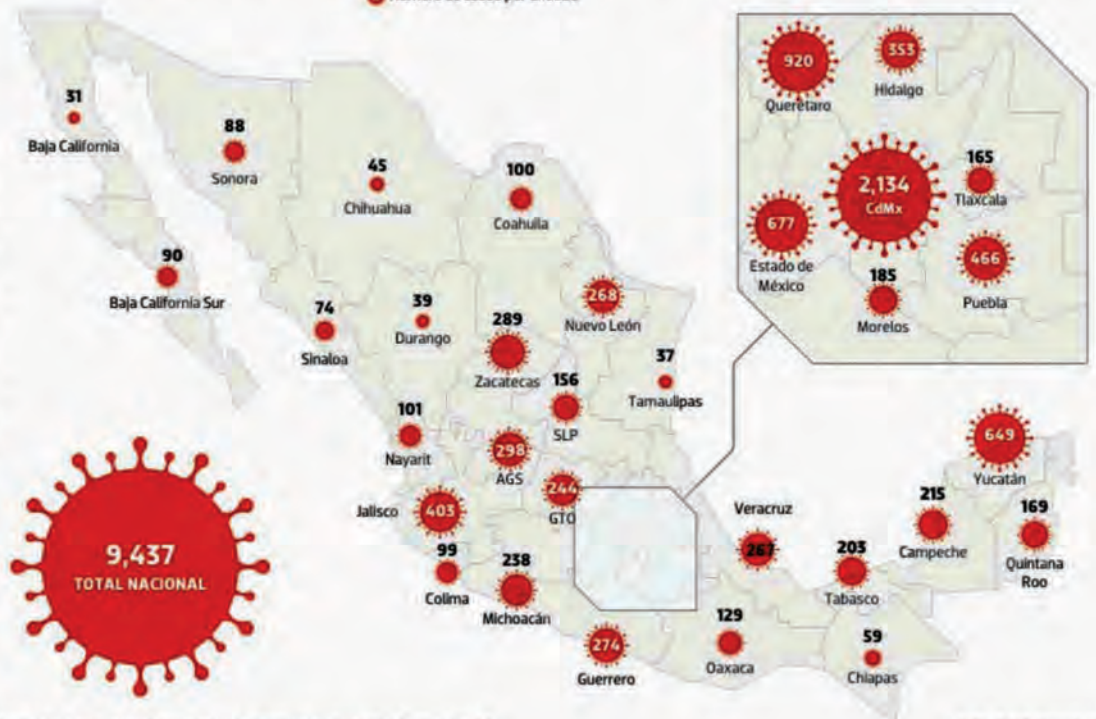 31
Baja California
88
Sonora
45
Chihuahua
100
Coahuila
90
Baja California Sur
74
Sinaloa
39
Durango
289
Zacatecas
268
Nuevo León
37
Tamaulipas
156
SLP
101
Nayarit
298
AGS
244
GTO
Jalisco
403
99
Colima
238
Michoacán
274
Guerrero
129
Oaxaca
Veracruz
267
203
Tabasco
59
Chiapas
215
Campeche
649
Yucatán
169
Quintana
Roo
920
Querétaro
353
Hidalgo
2,134
CdMx
165
Tlaxcala
677
Estado de
México
185
Morelos
466
Puebla
9,437
TOTAL NACIONAL